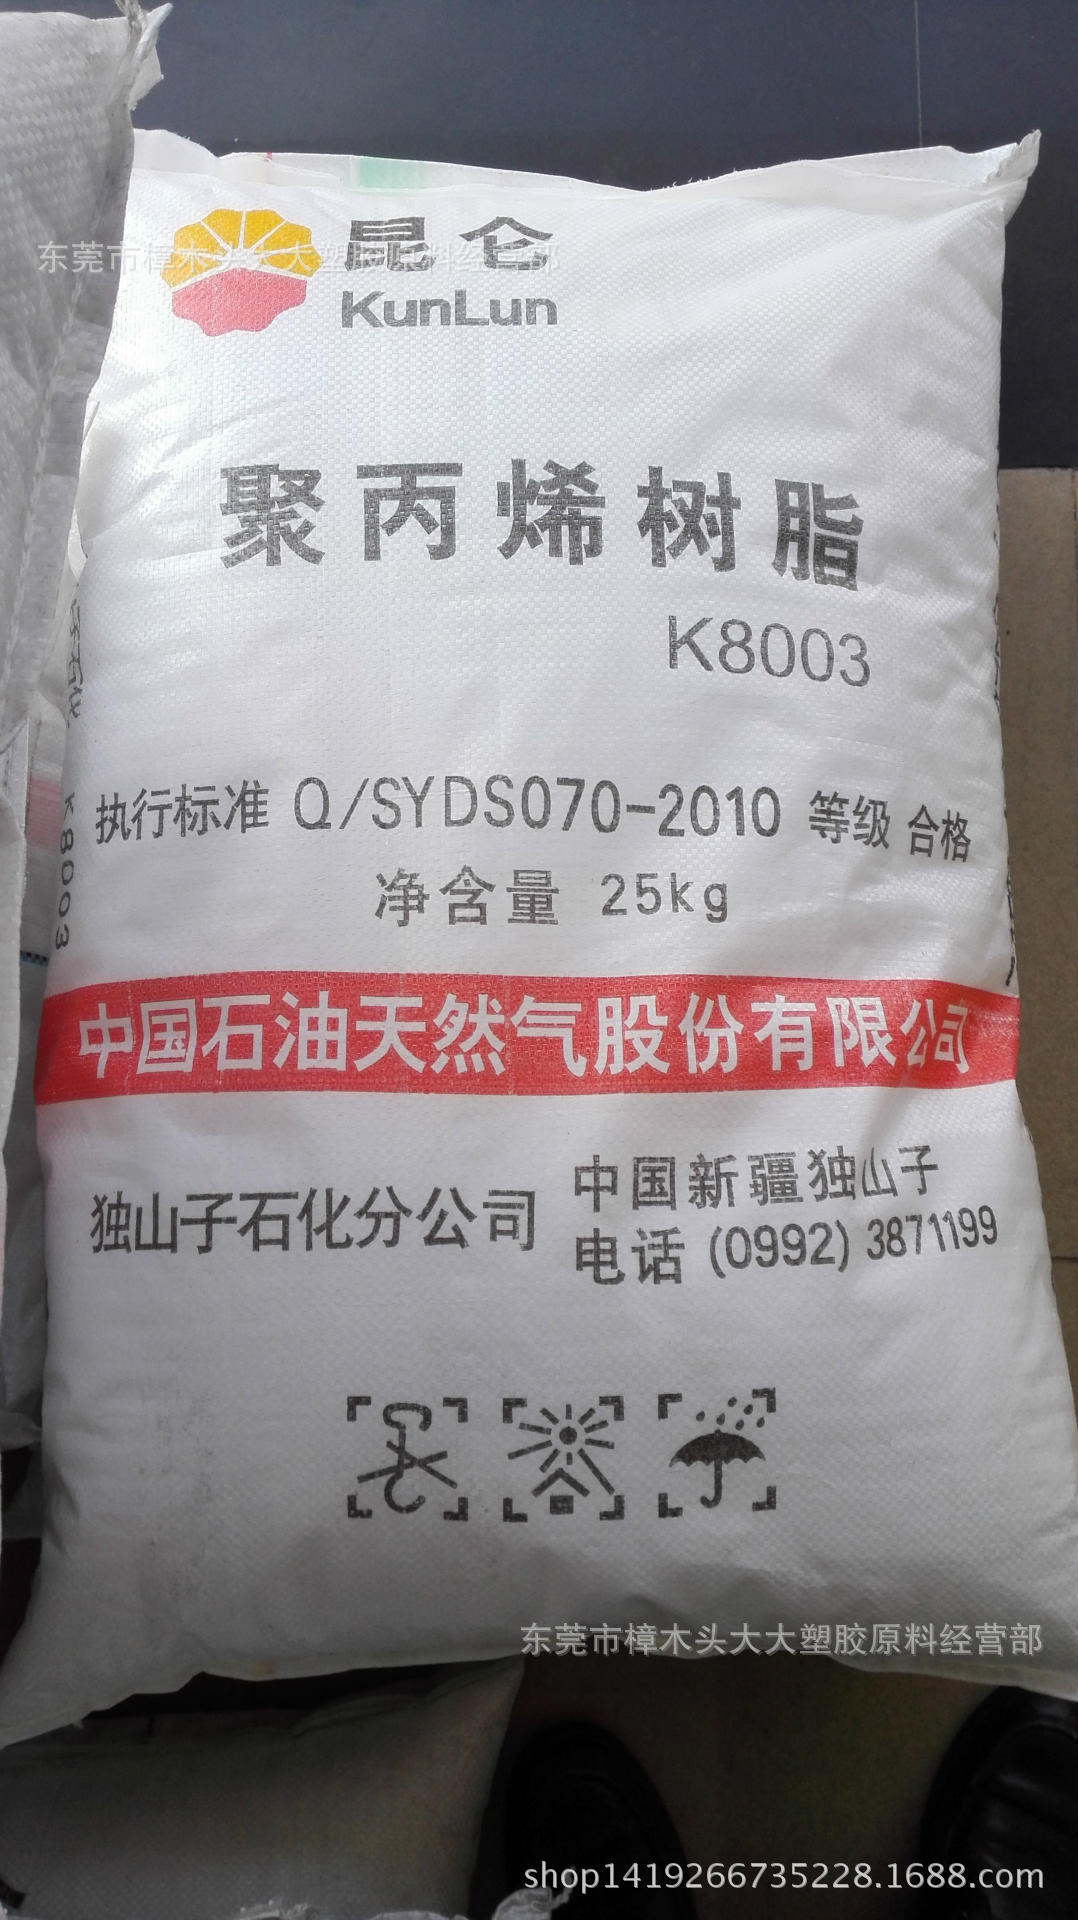 昆仑
KunLun
东莞市樟木头大大塑胶原料经营部
聚丙烯树脂
K8003
子石化 K8003
执行标准 Q/SYDS070-2010 等级 合格
净含量 25kg
中国石油天然气股份有限公司
独山子石化分公司
中国新疆独山子
电话 (0992) 3871199
东莞市樟木头大大塑胶原料经营部
shop1419266735228.1688.com